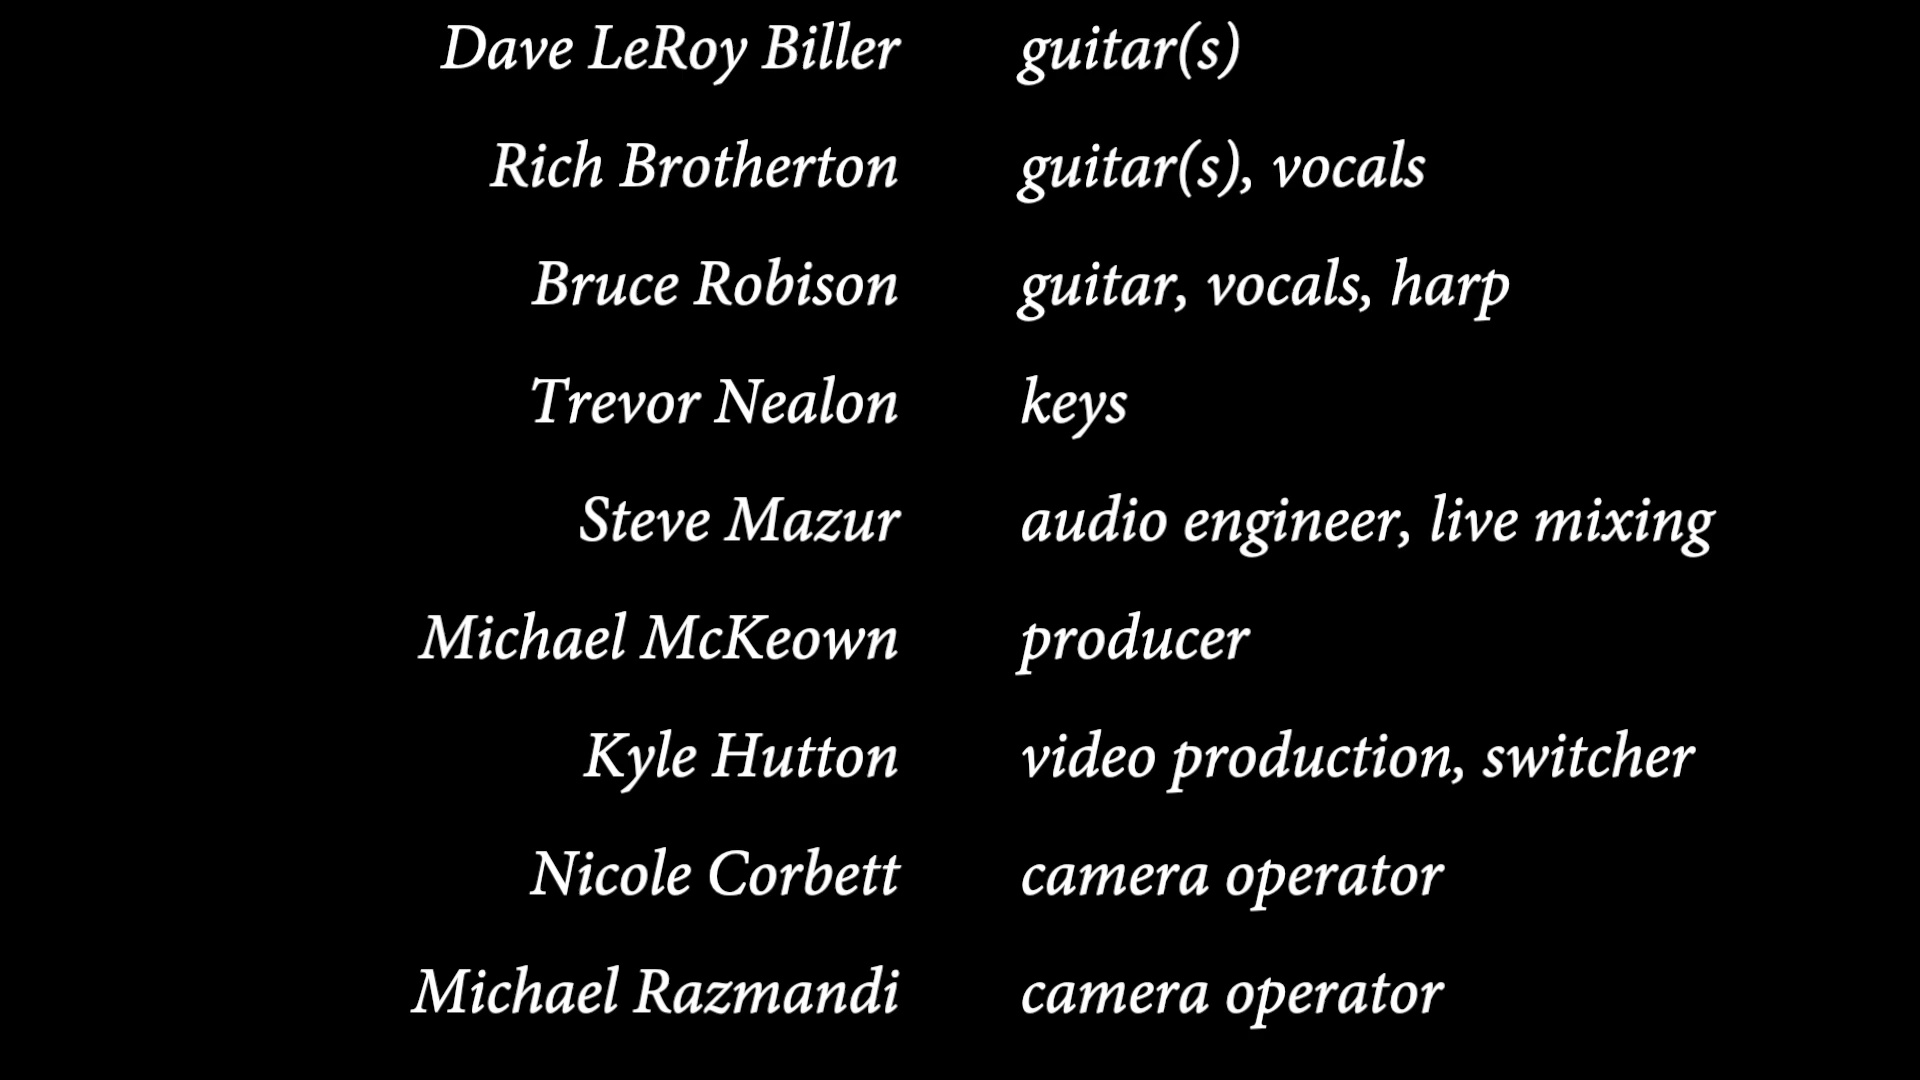 Dave LeRoy Biller guitar(s)
Rich Brotherton guitar(s), vocals
Bruce Robison guitar, vocals, harp
Trevor Nealon keys
Steve Mazur audio engineer, live mixing
Michael McKeown producer
Kyle Hutton video production, switcher
Nicole Corbett camera operator
Michael Razmandi camera operator